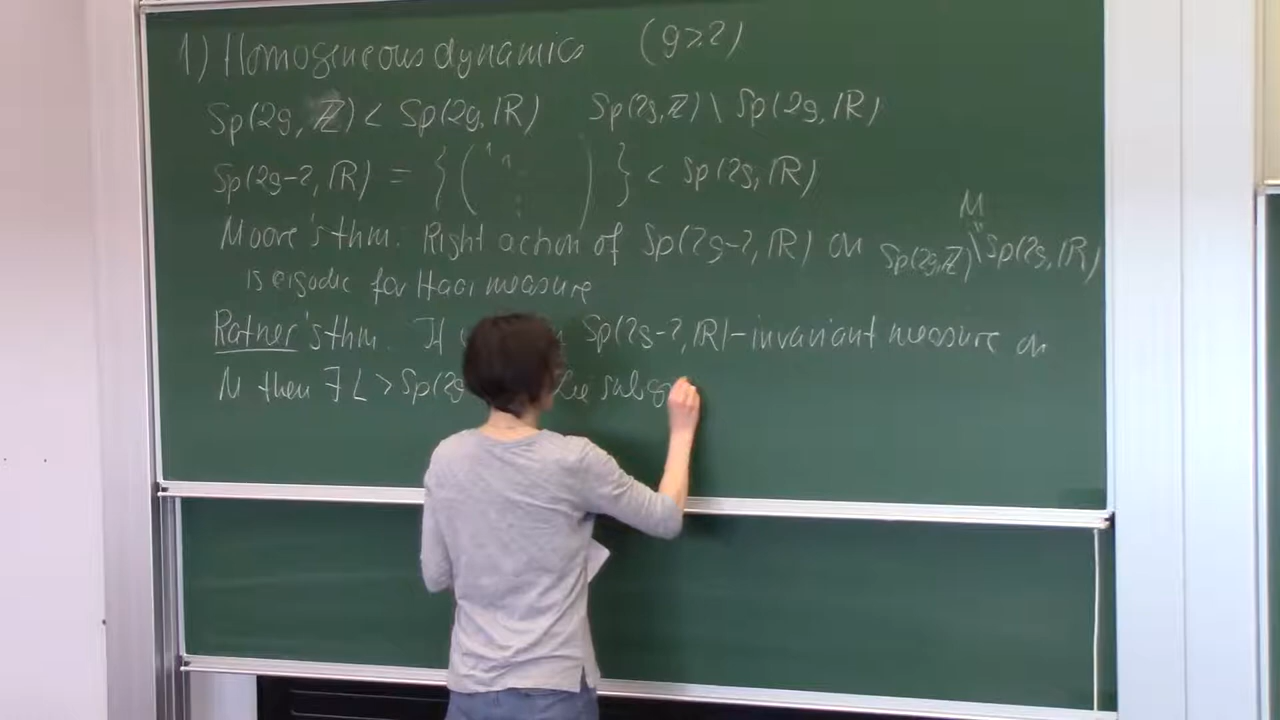 1) Homogeneous dynamics (g≥2)
Sp(2g, ℤ) < Sp(2g, ℝ) Sp(2g, ℤ) \ Sp(2g, ℝ)
Sp(2g-2, ℝ) = { ( 1 1 ) } < Sp(2g, ℝ)
M
Moore's thm. Right action of Sp(2g-2, ℝ) on Sp(2g, ℤ) \ Sp(2g, ℝ)
is ergodic for Haar measure
Ratner's thm. If Sp(2g-2, ℝ)-invariant measure on
M then ∃ L > Sp(2g Lie subg